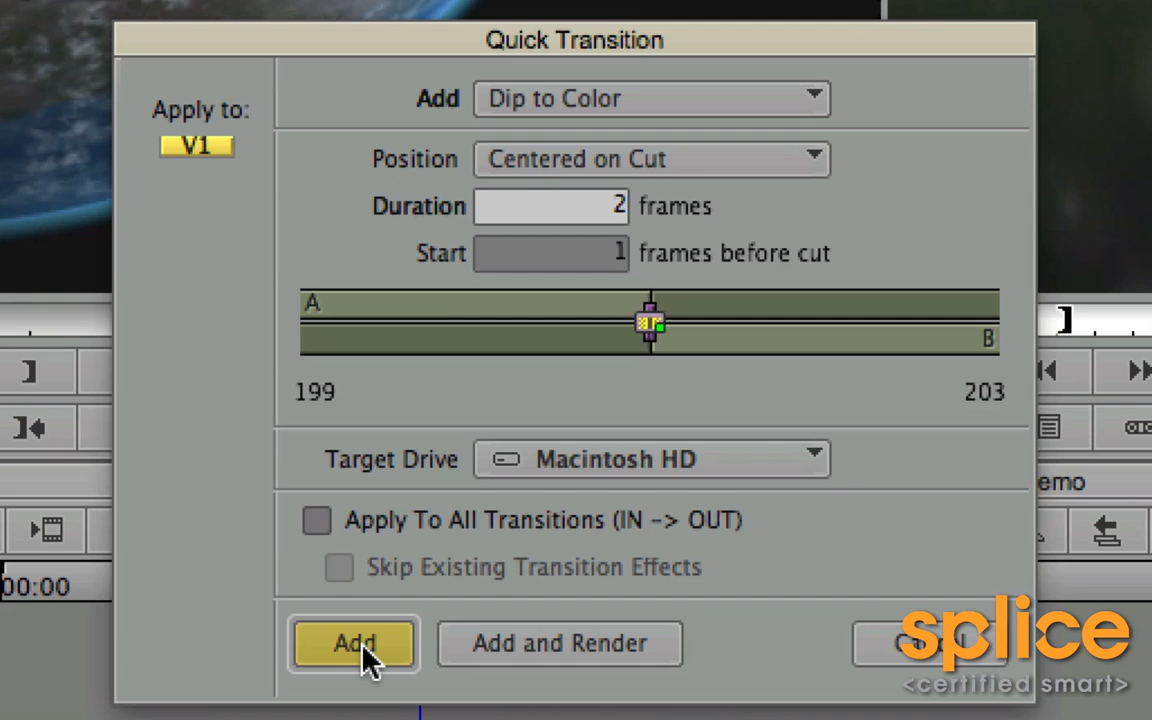 Quick Transition
Apply to:
V1
Add
Dip to Color
Position
Centered on Cut
Duration
2
frames
Start
1
frames before cut
A
B
199
203
Target Drive
Macintosh HD
emo
Apply To All Transitions (IN -> OUT)
Skip Existing Transition Effects
00:00
Add
Add and Render
splice
<certified smart>